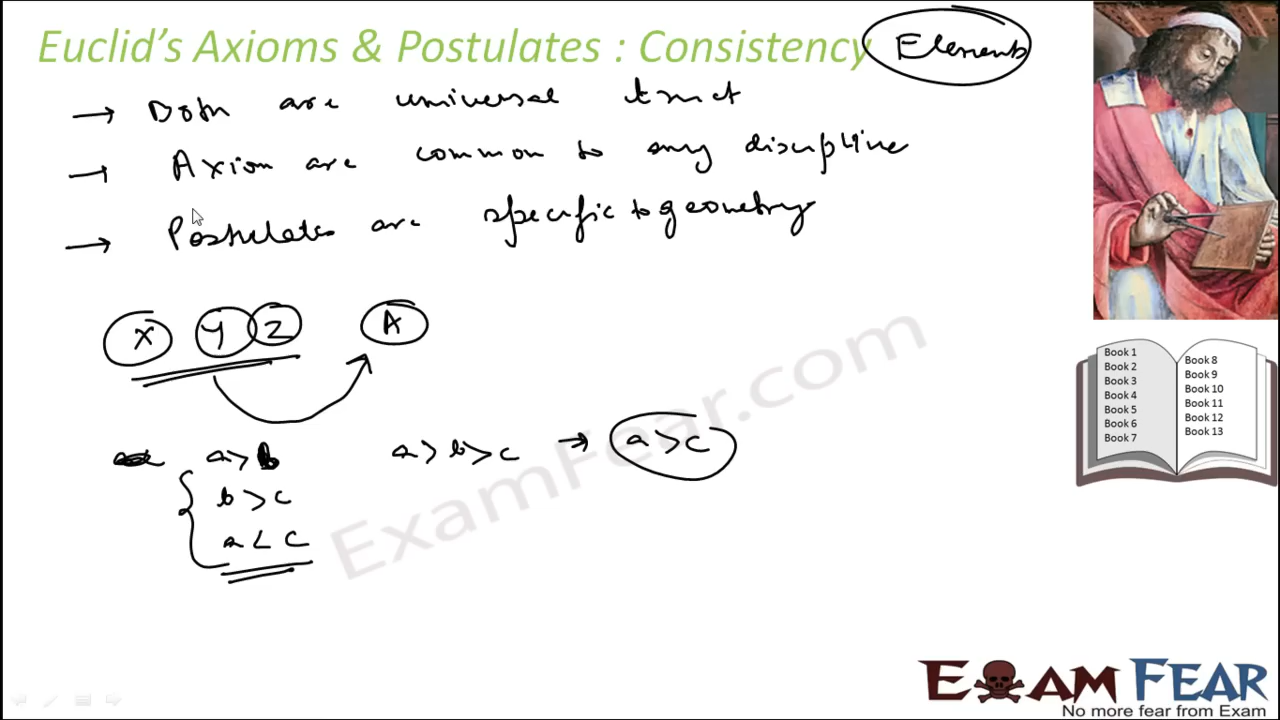 Euclid's Axioms & Postulates : Consistency
Elements
→ Both are universal truct
→ Axiom are common to any discipline
→ Postulates are specific to geometry
X Y Z A
a > b a > b > c → a > c
b > c
a < c
Book 1
Book 2
Book 3
Book 4
Book 5
Book 6
Book 7
Book 8
Book 9
Book 10
Book 11
Book 12
Book 13
ExamFear.com
EXAM FEAR
No more fear from Exam